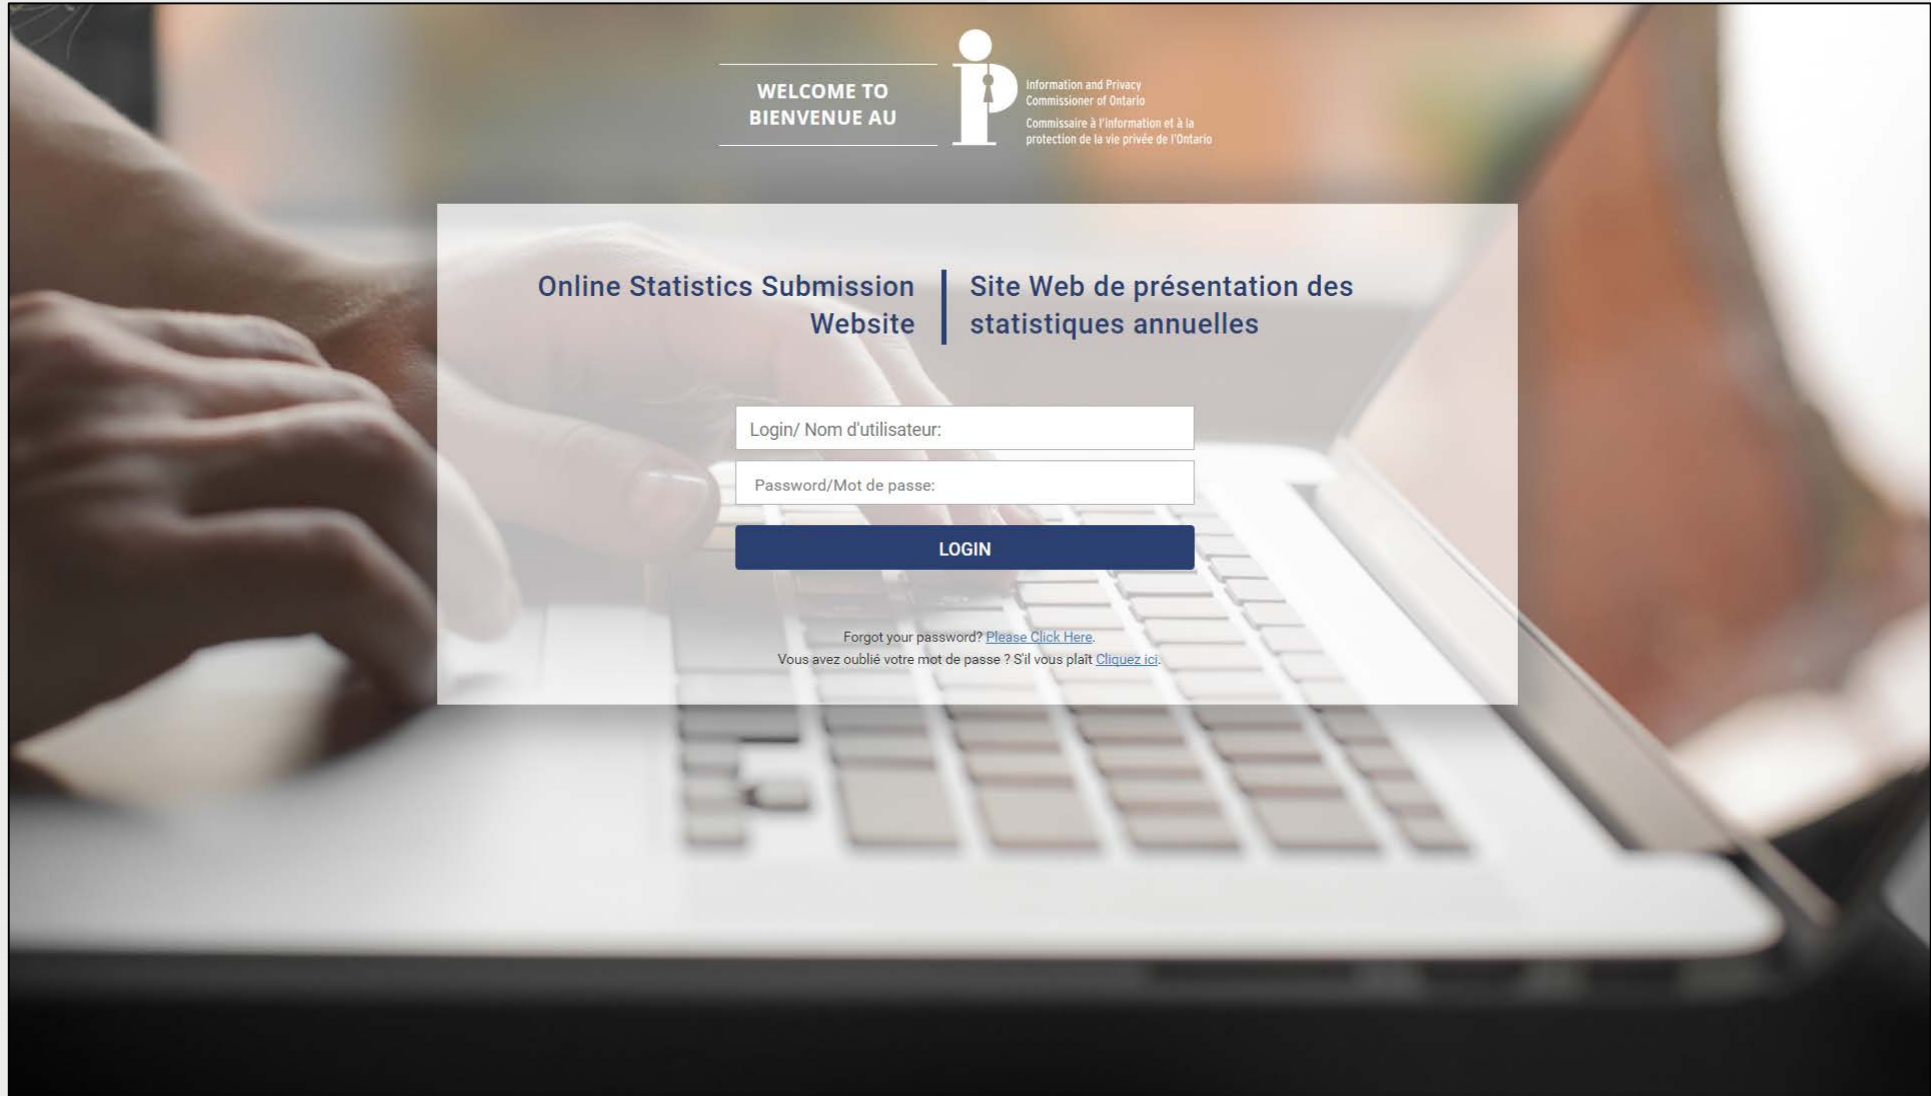 WELCOME TO
BIENVENUE AU
Information and Privacy
Commissioner of Ontario
Commissaire à l'information et à la
protection de la vie privée de l'Ontario
Online Statistics Submission
Website
Site Web de présentation des
statistiques annuelles
Login/ Nom d'utilisateur:
Password/Mot de passe:
LOGIN
Forgot your password? Please Click Here.
Vous avez oublié votre mot de passe ? S'il vous plaît Cliquez ici.